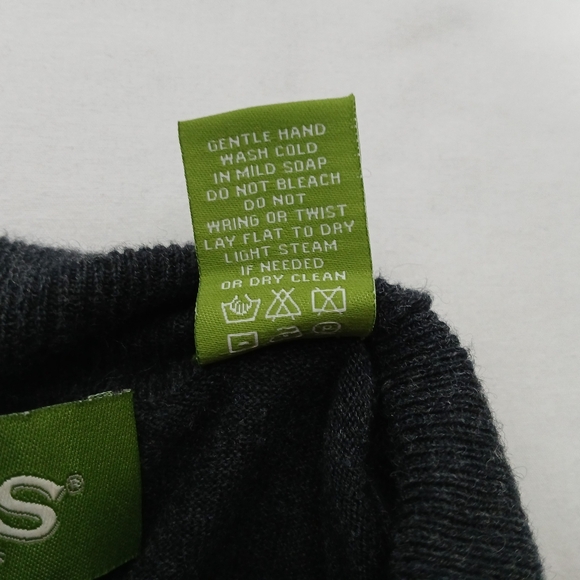 GENTLE HAND
WASH COLD
IN MILD SOAP
DO NOT BLEACH
DO NOT
WRING OR TWIST
LAY FLAT TO DRY
LIGHT STEAM
IF NEEDED
OR DRY CLEAN
S®